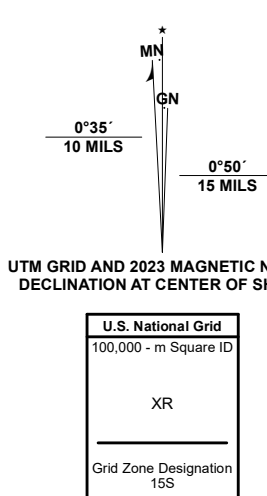 MN
GN
0°35´
10 MILS
0°50´
15 MILS
UTM GRID AND 2023 MAGNETIC
DECLINATION AT CENTER OF
U.S. National Grid
100,000 - m Square ID
XR
Grid Zone Designation
15S